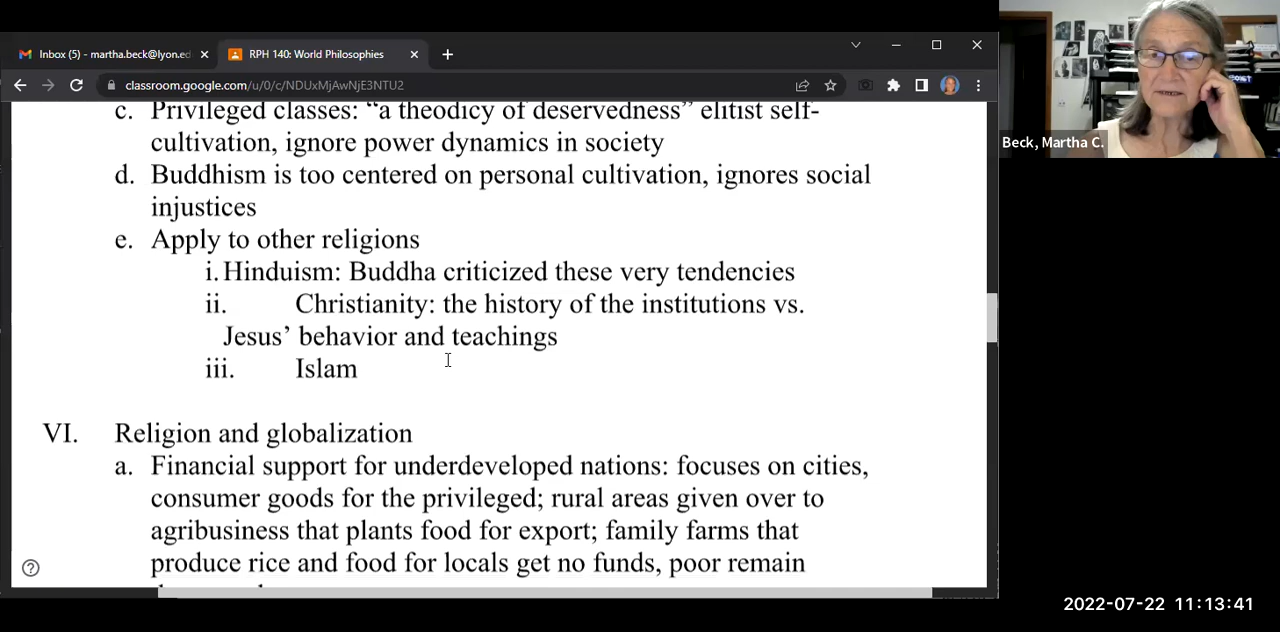 Inbox (5) - martha.beck@lyon.ed
RPH 140: World Philosophies
classroom.google.com/u/0/c/NDUxMjAwNjE3NTU2
c. Privileged classes: “a theodicy of deservedness” elitist self-
cultivation, ignore power dynamics in society
d. Buddhism is too centered on personal cultivation, ignores social
injustices
e. Apply to other religions
i. Hinduism: Buddha criticized these very tendencies
ii. Christianity: the history of the institutions vs.
Jesus’ behavior and teachings
iii. Islam
VI. Religion and globalization
a. Financial support for underdeveloped nations: focuses on cities,
consumer goods for the privileged; rural areas given over to
agribusiness that plants food for export; family farms that
produce rice and food for locals get no funds, poor remain
Beck, Martha C.
2022-07-22 11:13:41